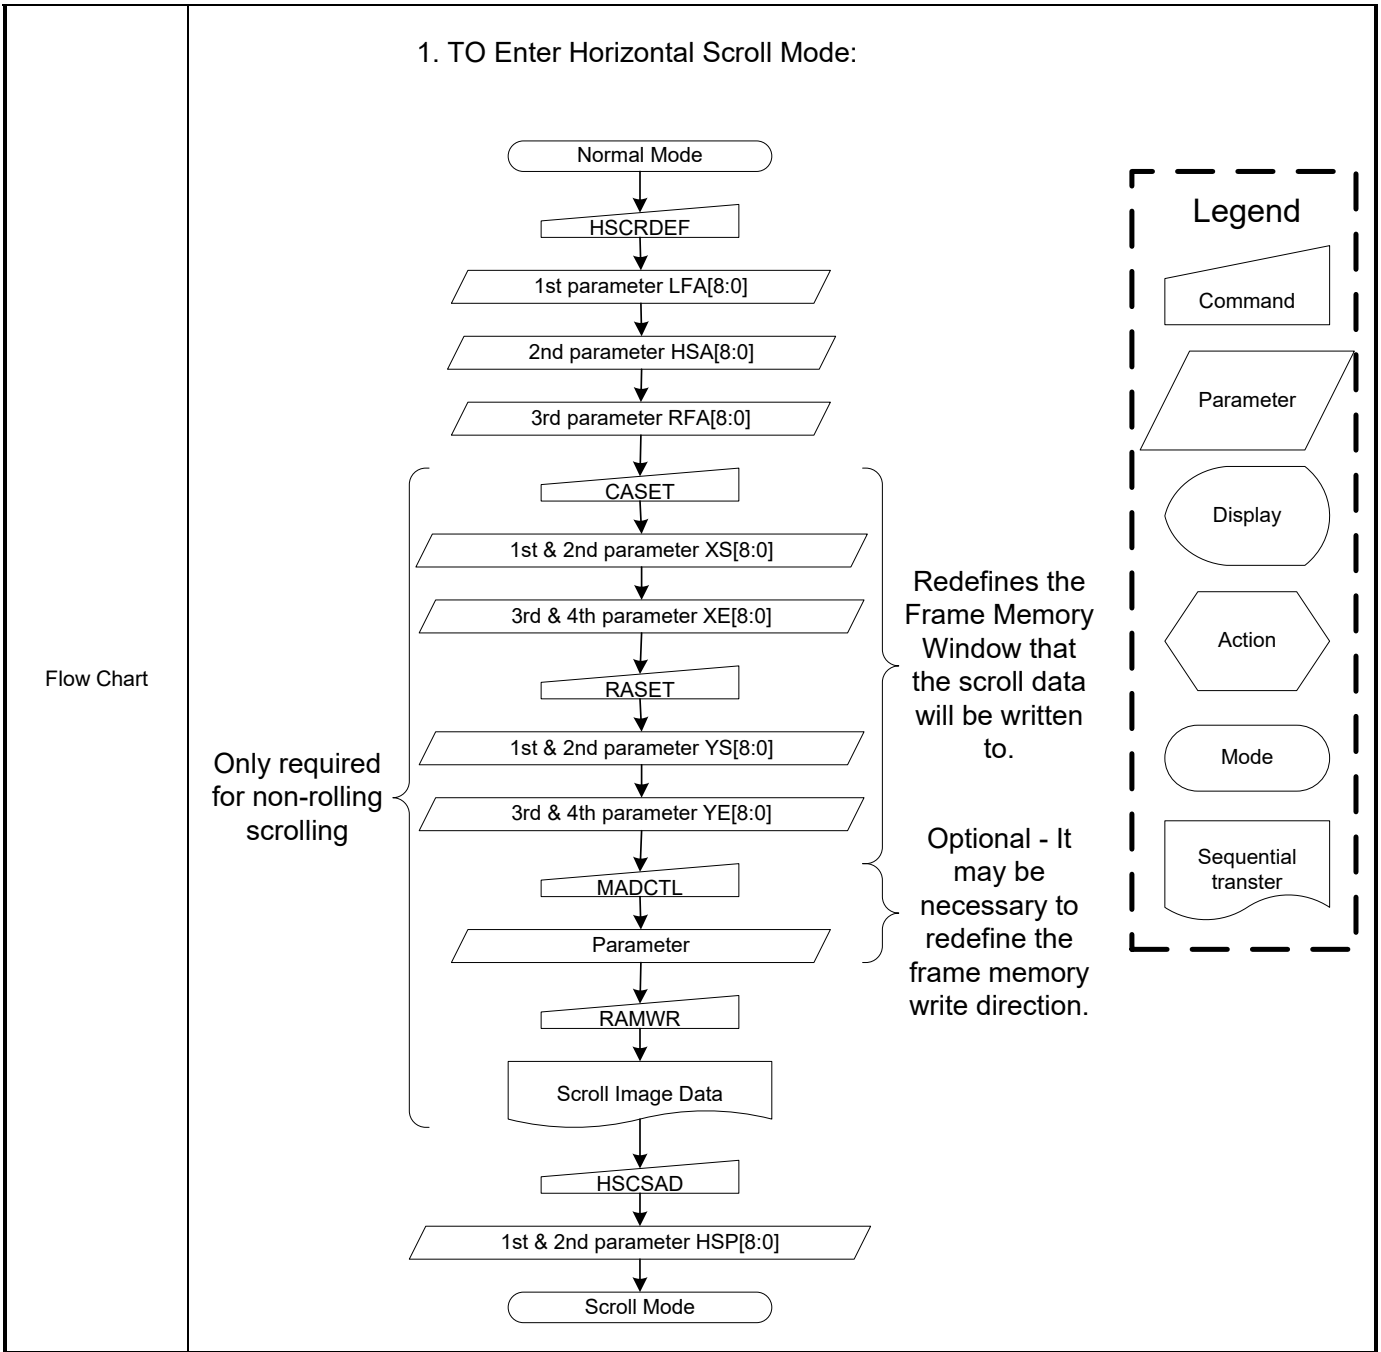 1. TO Enter Horizontal Scroll Mode:
Flow Chart
Normal Mode
HSCRDEF
1st parameter LFA[8:0]
2nd parameter HSA[8:0]
3rd parameter RFA[8:0]
CASET
1st & 2nd parameter XS[8:0]
3rd & 4th parameter XE[8:0]
RASET
1st & 2nd parameter YS[8:0]
3rd & 4th parameter YE[8:0]
MADCTL
Parameter
RAMWR
Scroll Image Data
HSCSAD
1st & 2nd parameter HSP[8:0]
Scroll Mode
Only required
for non-rolling
scrolling
Redefines the
Frame Memory
Window that
the scroll data
will be written
to.
Optional - It
may be
necessary to
redefine the
frame memory
write direction.
Legend
Command
Parameter
Display
Action
Mode
Sequential
transter